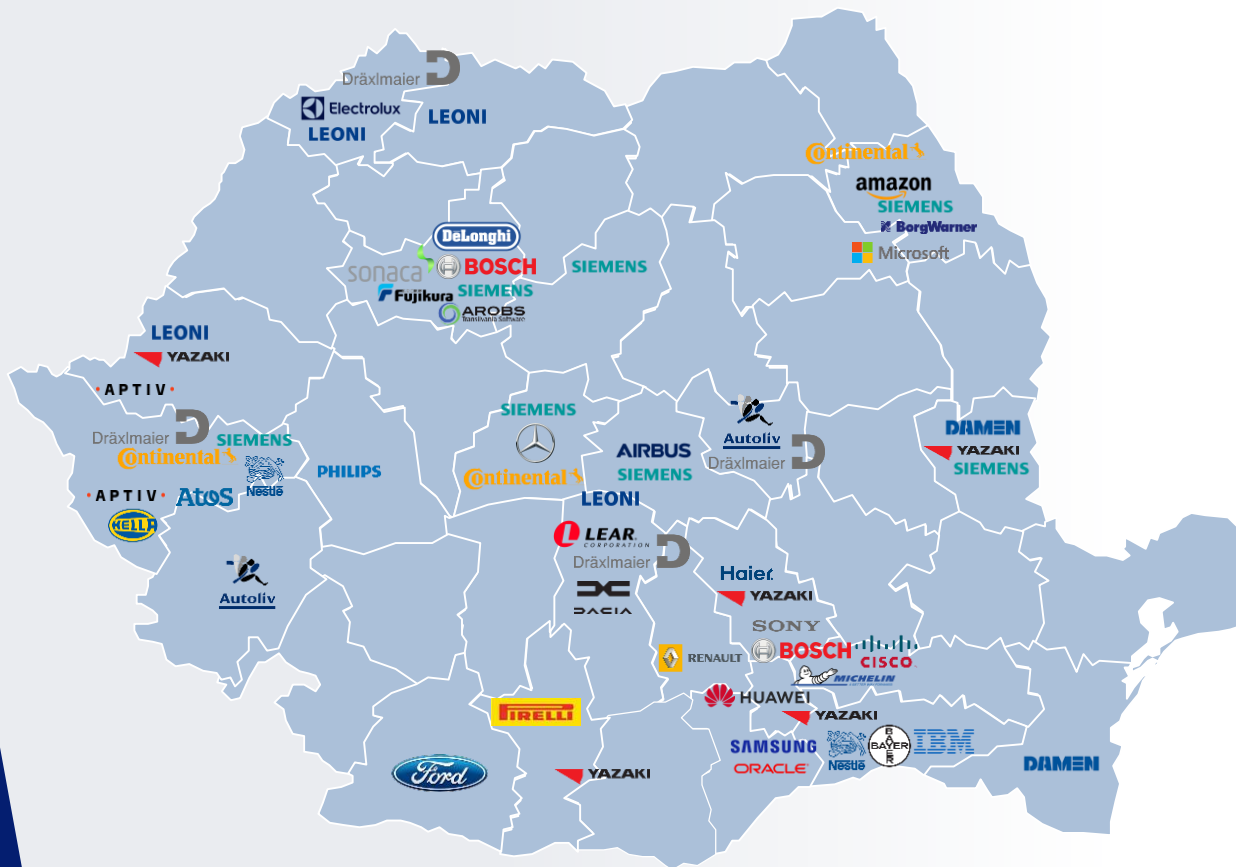 Dräxlmaier
Electrolux
LEONI
LEONI
Continental
amazon
SIEMENS
BorgWarner
Microsoft
DeLonghi
sonaca
BOSCH
SIEMENS
Fujikura
SIEMENS
AROBS
Transilvania Software
LEONI
YAZAKI
APTIV
Dräxlmaier
SIEMENS
Continental
Nestlé
APTIV
AtoS
HELLA
PHILIPS
Autoliv
SIEMENS
Continental
AIRBUS
SIEMENS
LEONI
Autoliv
Dräxlmaier
DAMEN
YAZAKI
SIEMENS
LEAR
CORPORATION
Dräxlmaier
DACIA
Haier
YAZAKI
SONY
RENAULT
BOSCH
CISCO
MICHELIN
HUAWEI
PIRELLI
YAZAKI
SAMSUNG
ORACLE
Nestlé
BAYER
BAYER
IBM
Ford
YAZAKI
DAMEN